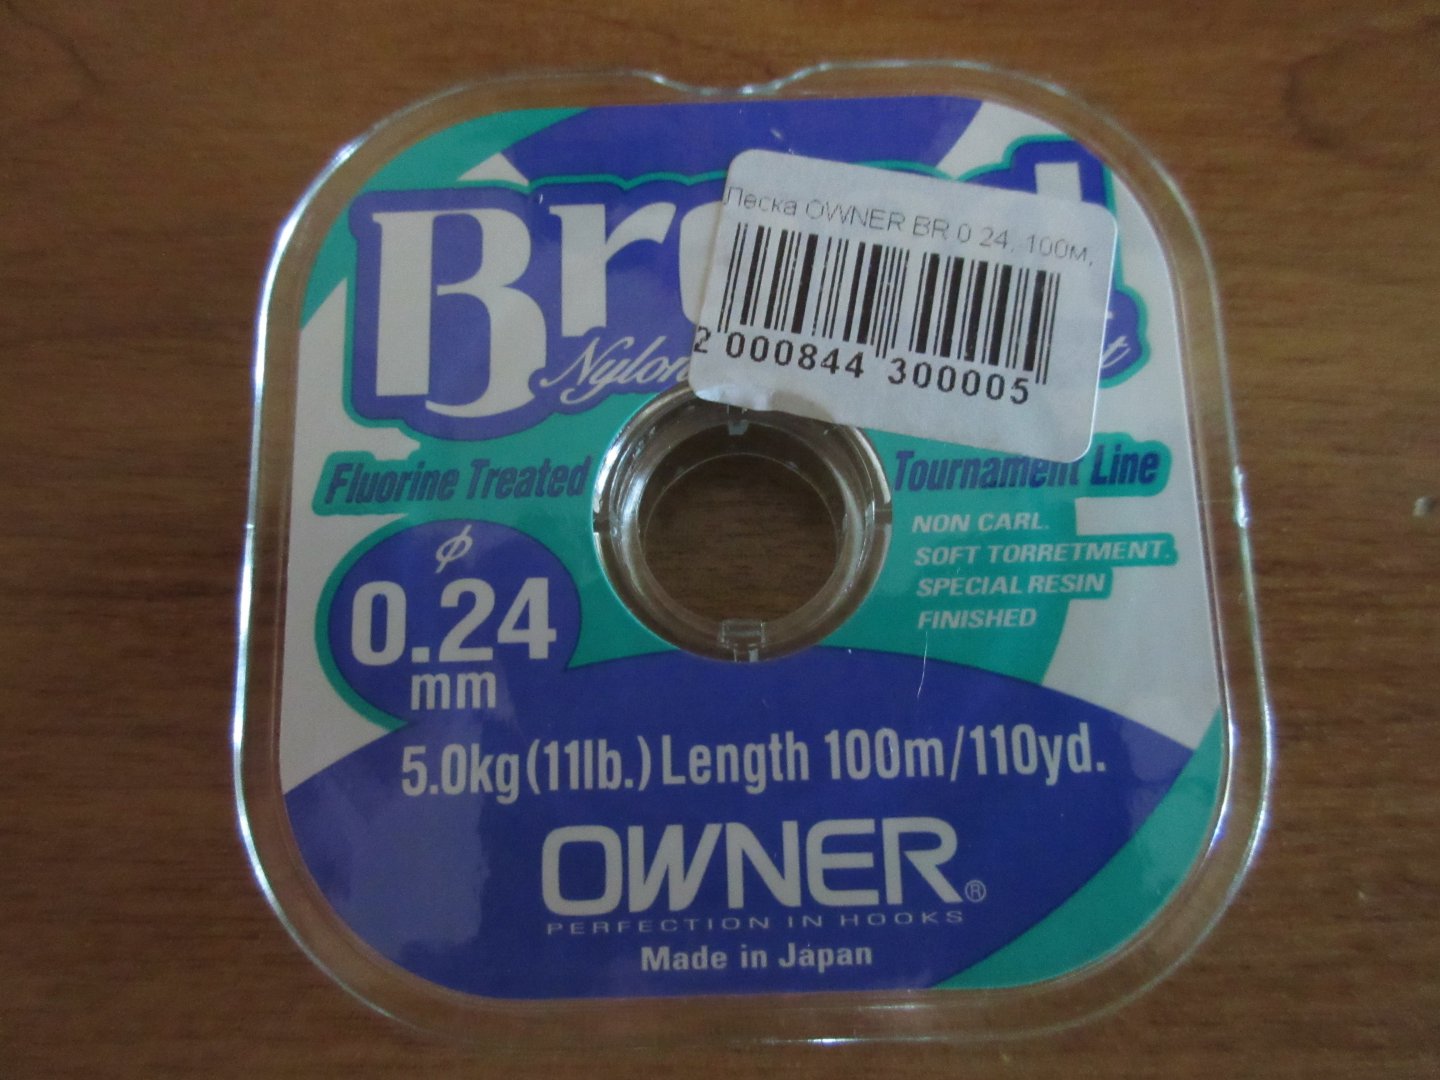 Br
Nylon
Леска OWNER BR 0 24, 100м,
2 000844 300005
Fluorine Treated
Tournament Line
NON CARL.
SOFT TORRETMENT.
SPECIAL RESIN
FINISHED
φ
0.24
mm
5.0kg(11lb.) Length 100m/110yd.
OWNER®
PERFECTION IN HOOKS
Made in Japan